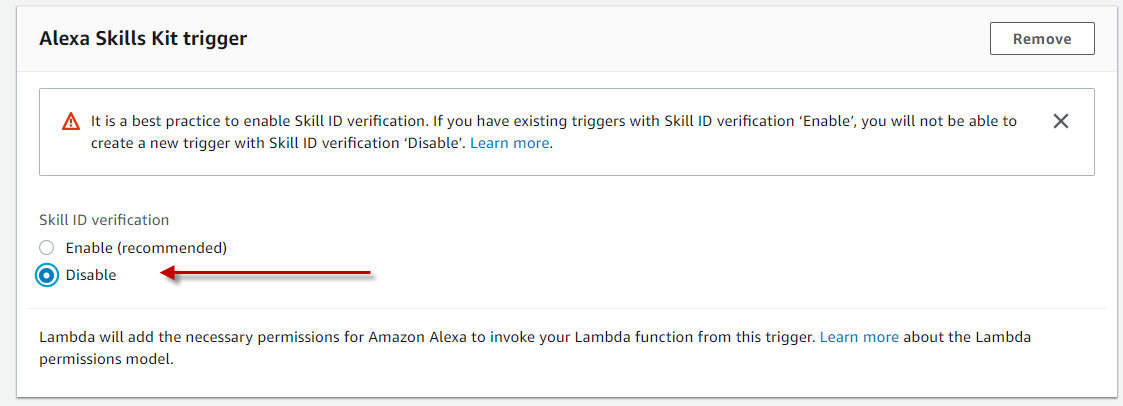 Alexa Skills Kit trigger
Remove
It is a best practice to enable Skill ID verification. If you have existing triggers with Skill ID verification ‘Enable’, you will not be able to
create a new trigger with Skill ID verification ‘Disable’. Learn more.
Skill ID verification
Enable (recommended)
Disable
Lambda will add the necessary permissions for Amazon Alexa to invoke your Lambda function from this trigger. Learn more about the Lambda
permissions model.